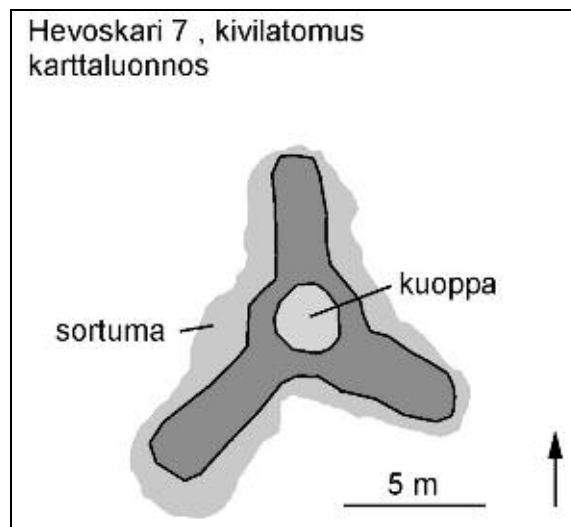 Hevoskari 7 , kivilatomus
karttaluonnos
kuoppa
sortuma
5 m